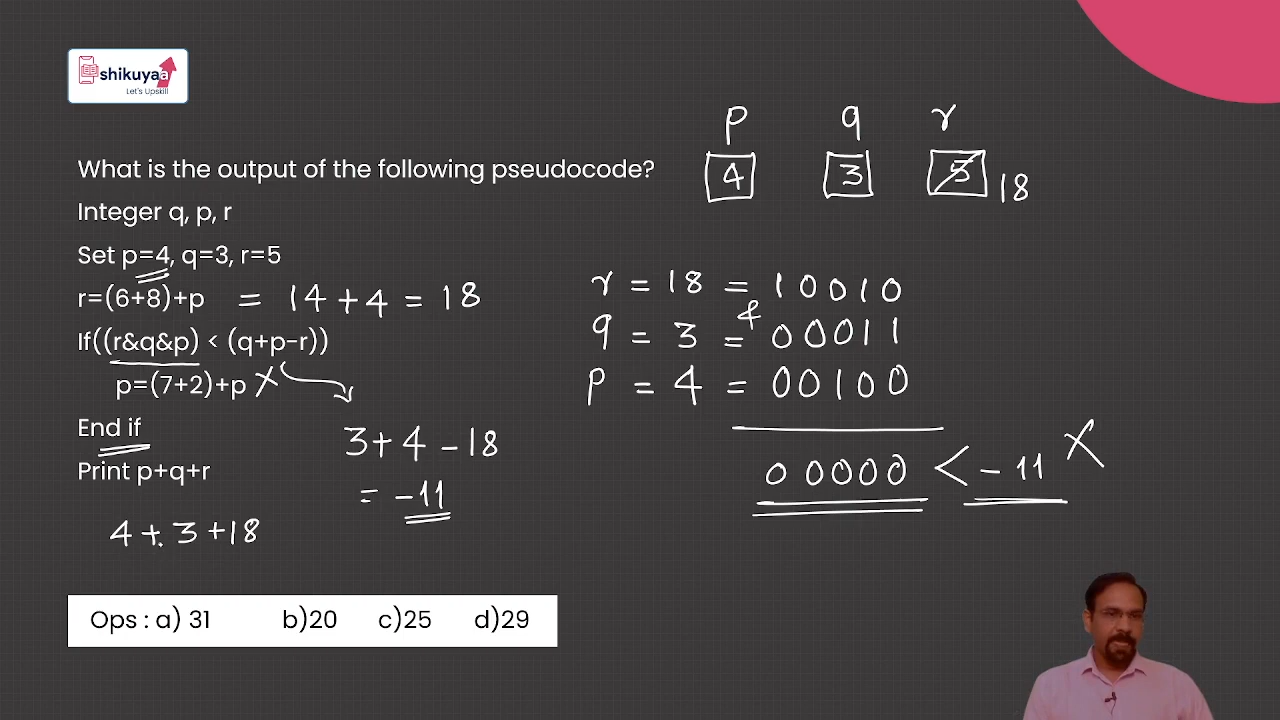 shikuyaa
Let's Upskill
p q r
4 3 5 18
What is the output of the following pseudocode?
Integer q, p, r
Set p=4, q=3, r=5
r=(6+8)+p = 14 + 4 = 18
If((r&q&p) < (q+p-r))
p=(7+2)+p X
End if
Print p+q+r
3 + 4 - 18
= -11
4 + 3 + 18
r = 18 = 10010
&
q = 3 = 00011
p = 4 = 00100
00000 < -11 X
Ops : a) 31 b)20 c)25 d)29